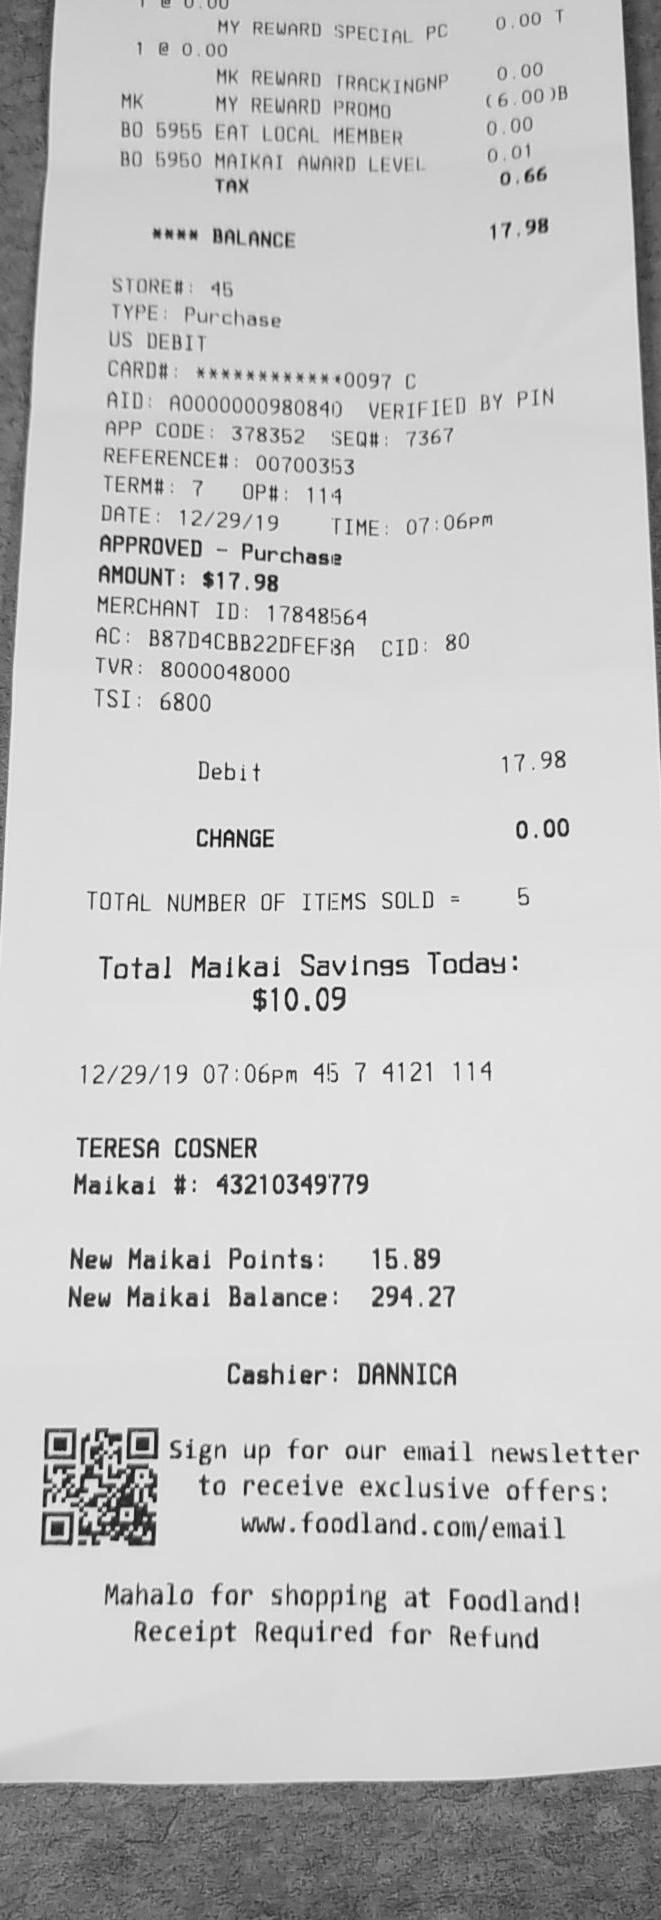 1 @ 0.00
MY REWARD SPECIAL PC 0.00 T
1 @ 0.00
MK REWARD TRACKINGNP 0.00
MK MY REWARD PROMO (6.00)B
BO 5955 EAT LOCAL MEMBER 0.00
BO 5950 MAIKAI AWARD LEVEL 0.01
TAX 0.66
**** BALANCE 17.98
STORE#: 45
TYPE: Purchase
US DEBIT
CARD#: ************0097 C
AID: A0000000980840 VERIFIED BY PIN
APP CODE: 378352 SEQ#: 7367
REFERENCE#: 00700353
TERM#: 7 OP#: 114
DATE: 12/29/19 TIME: 07:06pm
APPROVED - Purchase
AMOUNT: $17.98
MERCHANT ID: 17848564
AC: B87D4CBB22DFEF8A CID: 80
TVR: 8000048000
TSI: 6800
Debit 17.98
CHANGE 0.00
TOTAL NUMBER OF ITEMS SOLD = 5
Total Maikai Savings Today:
$10.09
12/29/19 07:06pm 45 7 4121 114
TERESA COSNER
Maikai #: 43210349779
New Maikai Points: 15.89
New Maikai Balance: 294.27
Cashier: DANNICA
Sign up for our email newsletter
to receive exclusive offers:
www.foodland.com/email
Mahalo for shopping at Foodland!
Receipt Required for Refund